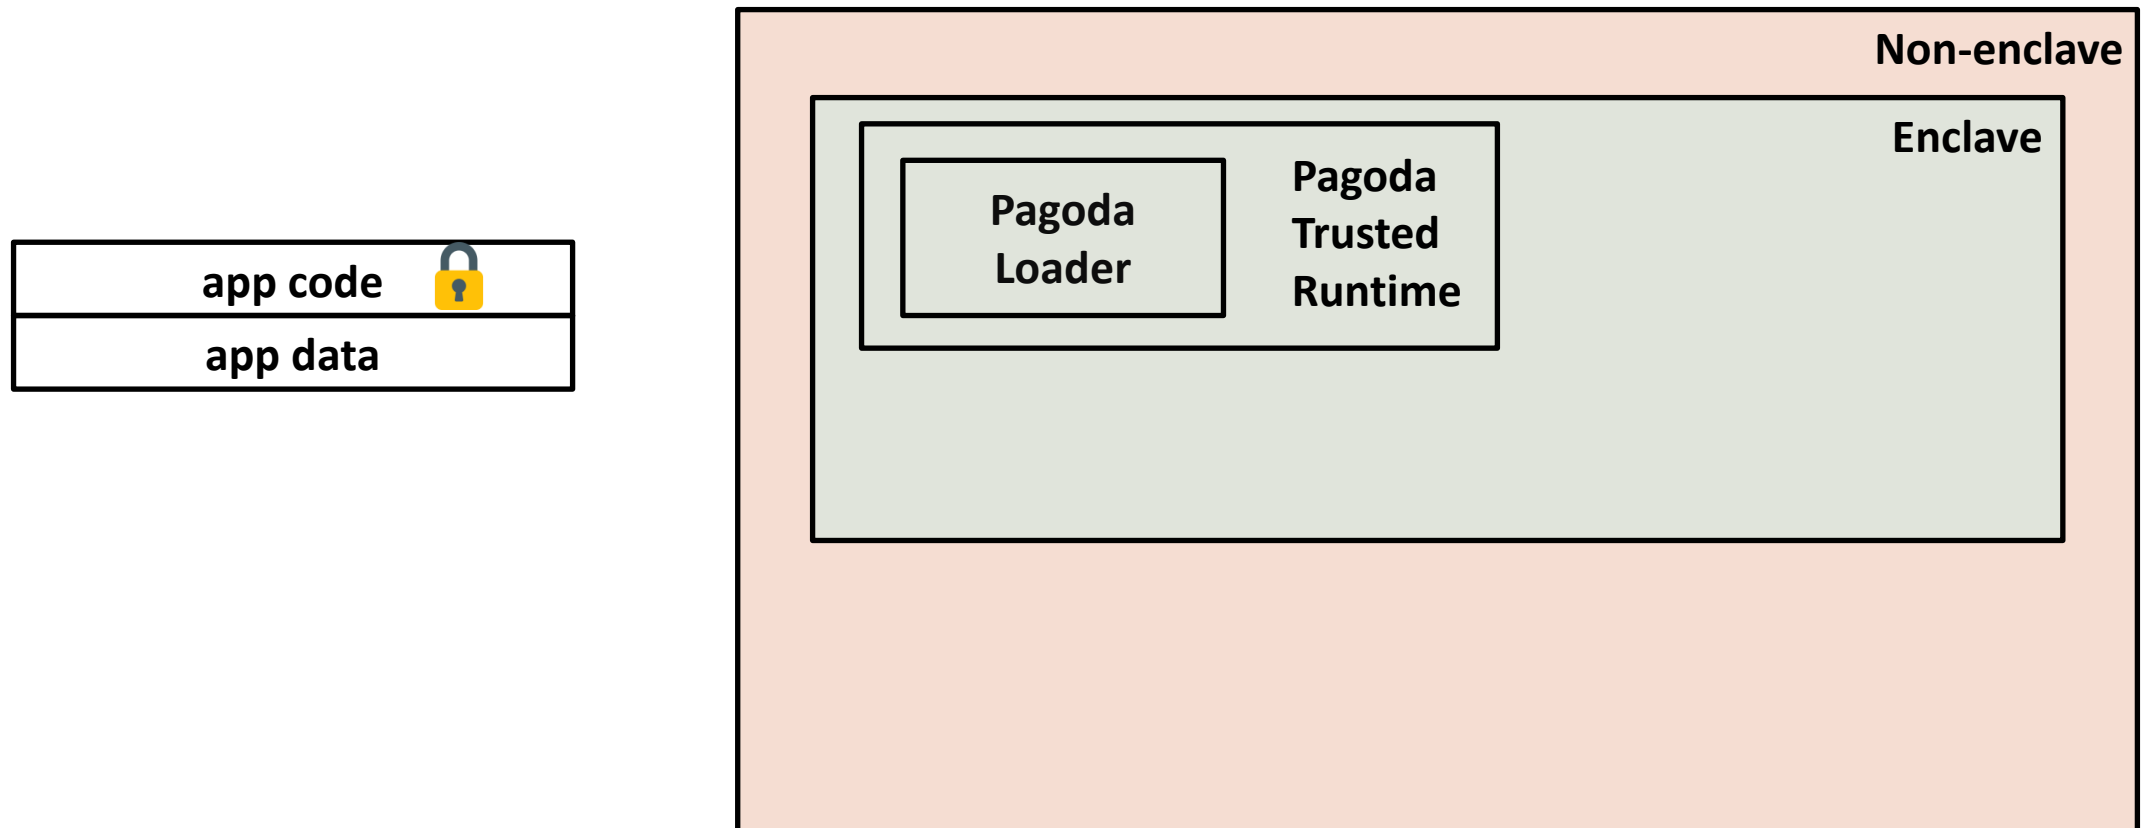 Non-enclave
Enclave
Pagoda
Trusted
Runtime
Pagoda
Loader
app code
app data